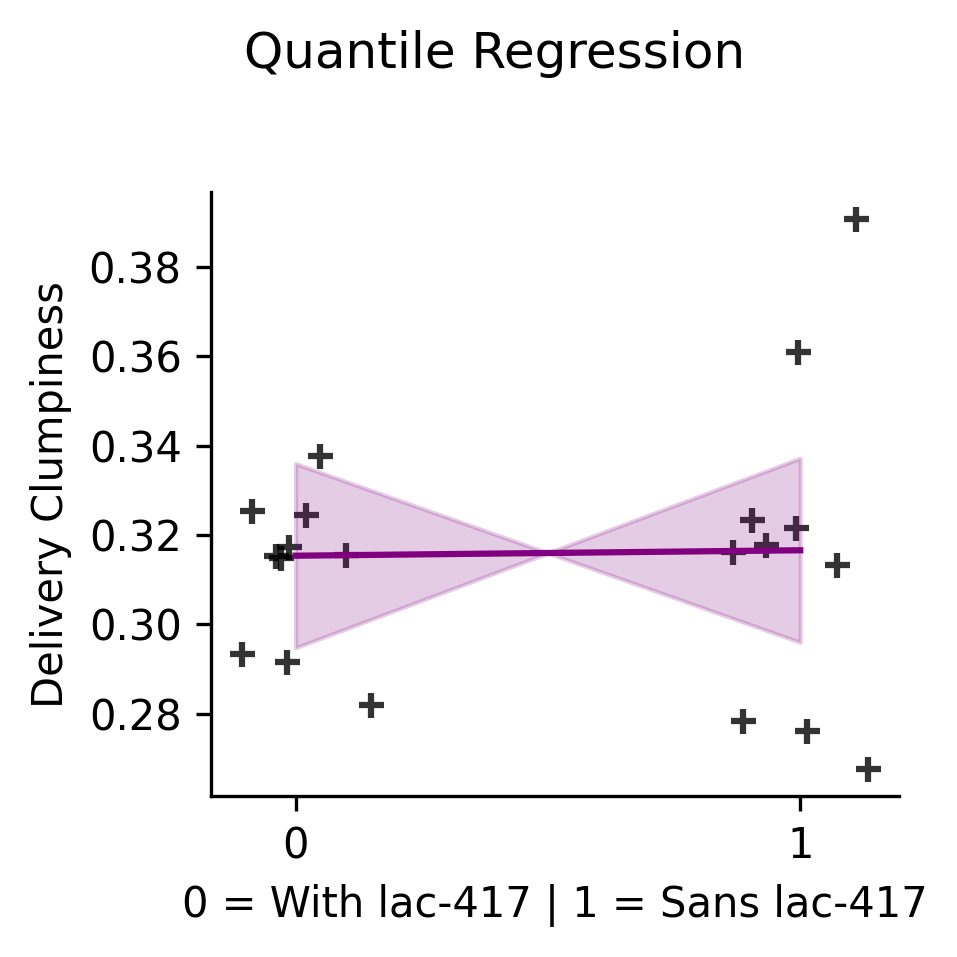 Quantile Regression
Delivery Clumpiness
0.38
0.36
0.34
0.32
0.30
0.28
0 1
0 = With lac-417 | 1 = Sans lac-417